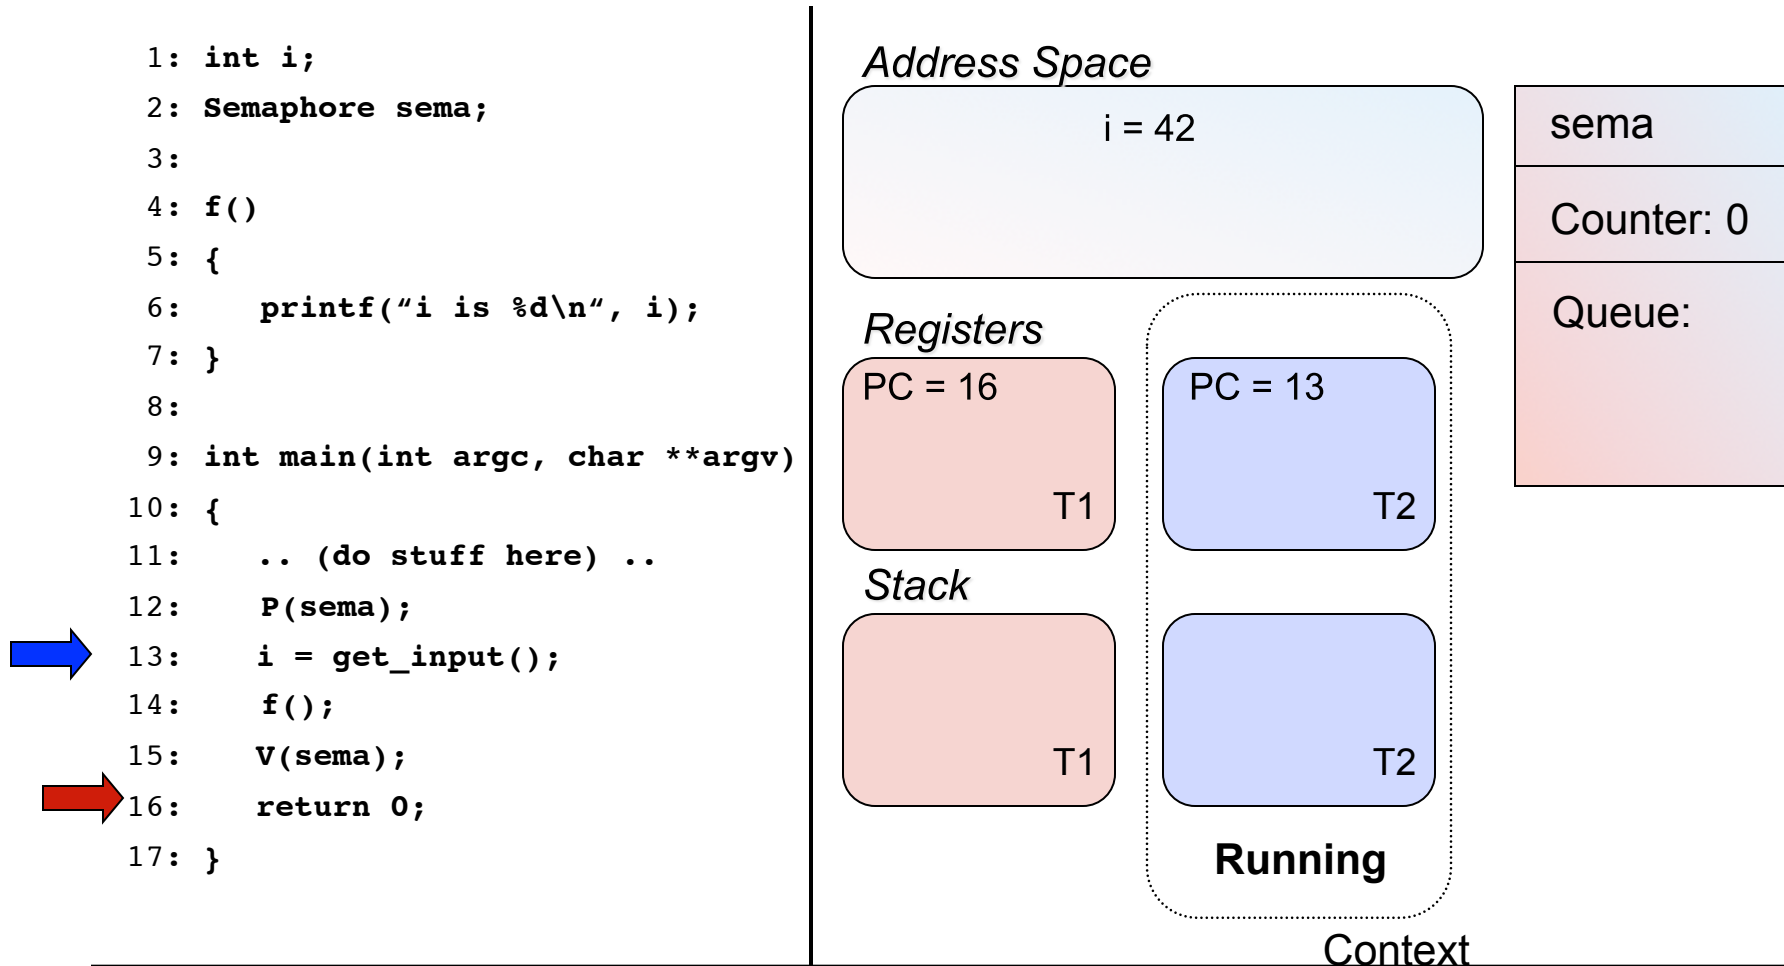 1: int i;
2: Semaphore sema;
3:
4: f()
5: {
6: printf(“i is %d\n“, i);
7: }
8:
9: int main(int argc, char **argv)
10: {
11: .. (do stuff here) ..
12: P(sema);
13: i = get_input();
14: f();
15: V(sema);
16: return 0;
17: }
Address Space
i = 42
Registers
PC = 16
T1
PC = 13
T2
Stack
T1
T2
Running
Context
sema
Counter: 0
Queue: